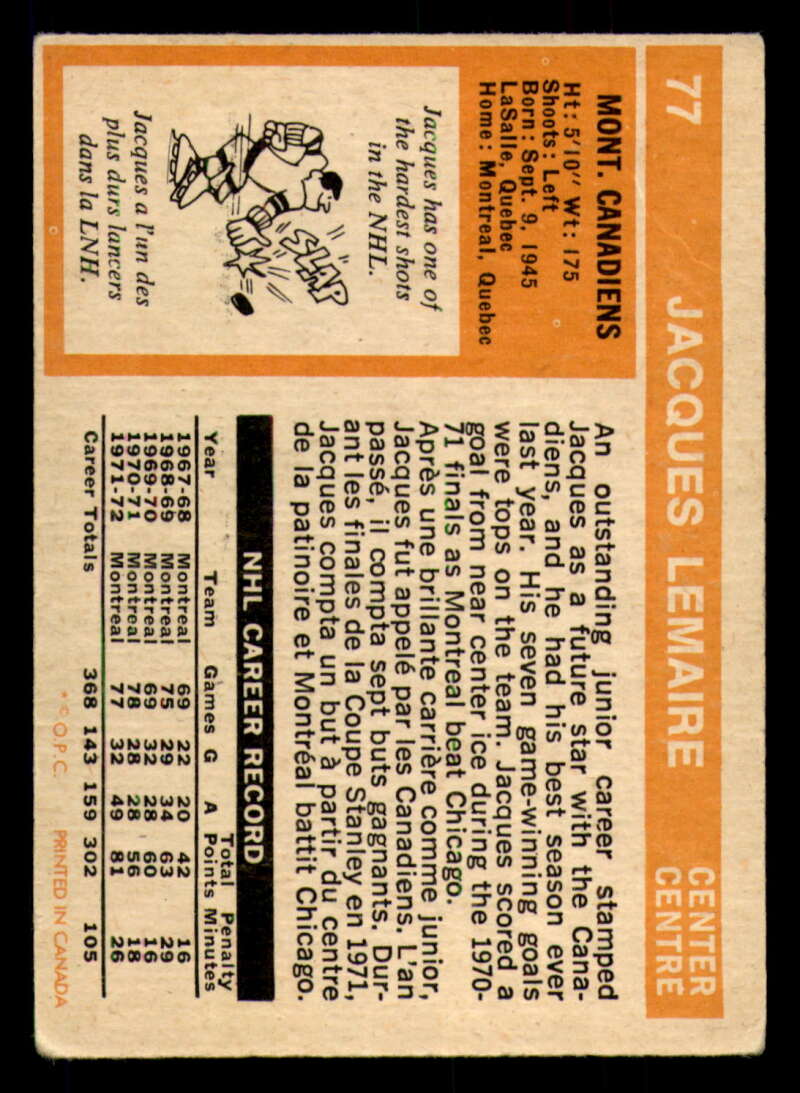 77 JACQUES LEMAIRE CENTER
CENTRE
MONT. CANADIENS
Ht: 5'10" Wt: 175
Shoots: Left
Born: Sept. 9, 1945
LaSalle, Quebec
Home: Montreal, Quebec
Jacques has one of
the hardest shots
in the NHL.
SLAP
Jacques a l'un des
plus durs lancers
dans la LNH.
An outstanding junior career stamped
Jacques as a future star with the Cana-
diens, and he had his best season ever
last year. His seven game-winning goals
were tops on the team. Jacques scored a
goal from near center ice during the 1970-
71 finals as Montreal beat Chicago.
Après une brillante carrière comme junior,
Jacques fut appelé par les Canadiens. L'an
passé, il compta sept buts gagnants. Dur-
ant les finales de la Coupe Stanley en 1971,
Jacques compta un but à partir du centre
de la patinoire et Montréal battit Chicago.
NHL CAREER RECORD
Total Penalty
Year Team Games G A Points Minutes
1967-68 Montreal 69 22 20 42 16
1968-69 Montreal 75 29 34 63 29
1969-70 Montreal 69 32 28 60 16
1970-71 Montreal 78 28 28 56 18
1971-72 Montreal 77 32 49 81 26
Career Totals 368 143 159 302 105
* © O.P.C. PRINTED IN CANADA